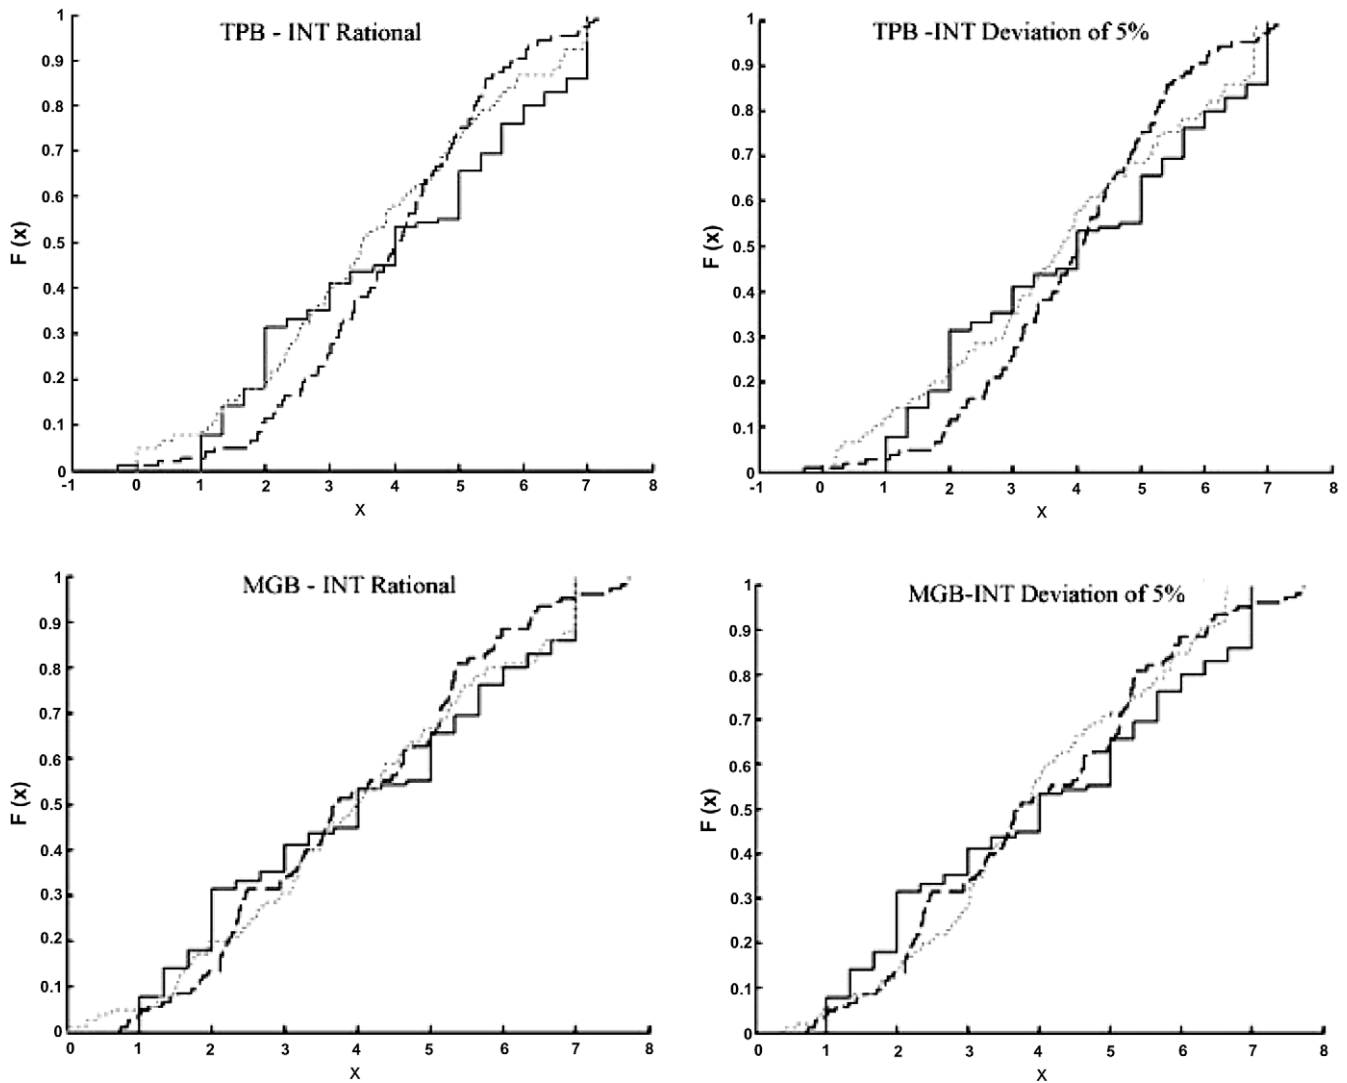 TPB - INT Rational
1
0.9
0.8
0.7
0.6
0.5
0.4
0.3
0.2
0.1
0
F (x)
-1 0 1 2 3 4 5 6 7 8
X
TPB -INT Deviation of 5%
1
0.9
0.8
0.7
0.6
0.5
0.4
0.3
0.2
0.1
0
F (x)
-1 0 1 2 3 4 5 6 7 8
X
MGB - INT Rational
1
0.9
0.8
0.7
0.6
0.5
0.4
0.3
0.2
0.1
0
F (x)
0 1 2 3 4 5 6 7 8
X
MGB-INT Deviation of 5%
1
0.9
0.8
0.7
0.6
0.5
0.4
0.3
0.2
0.1
0
F (x)
0 1 2 3 4 5 6 7 8
X